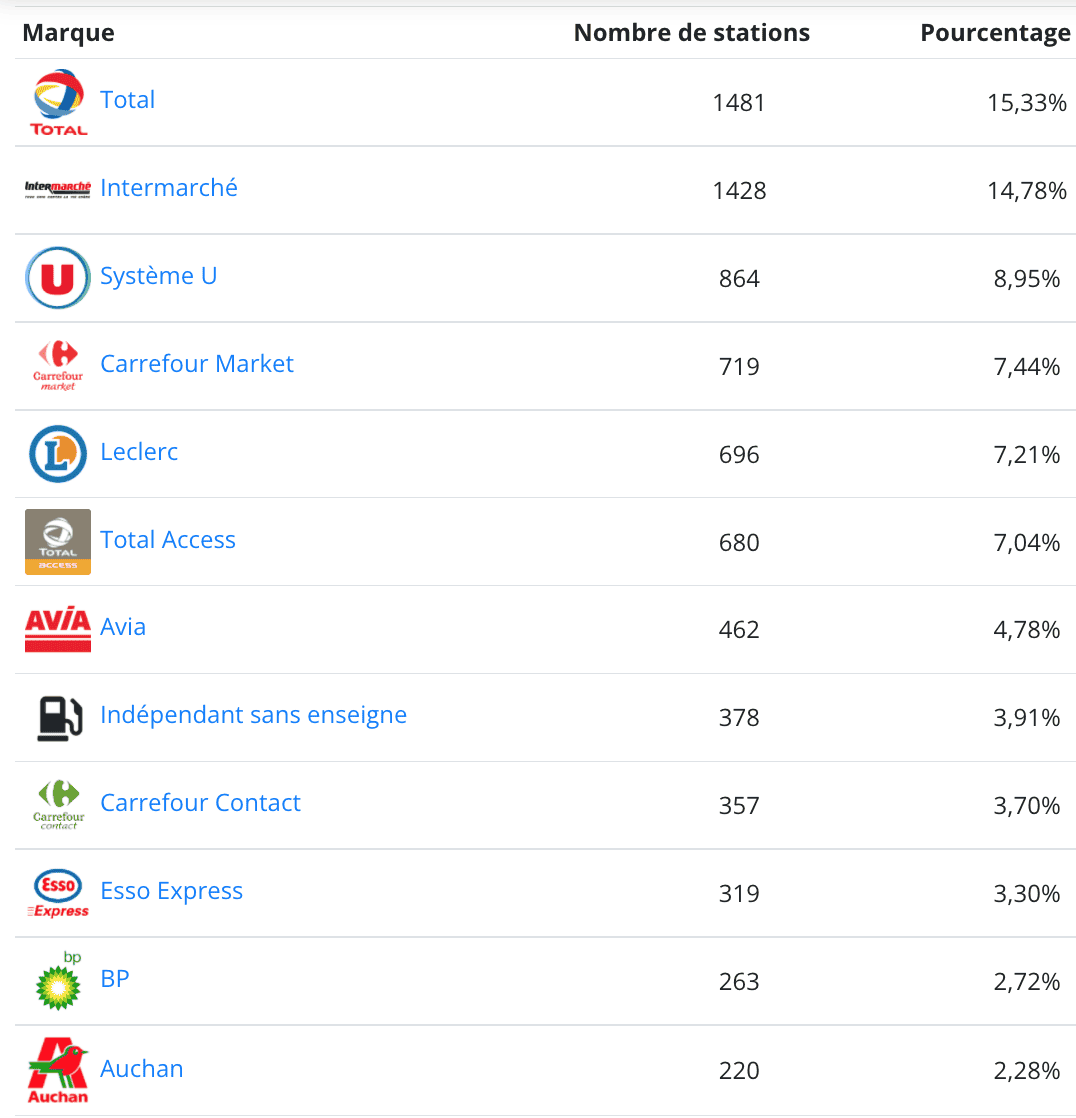 Marque Nombre de stations Pourcentage
TOTAL
Total 1481 15,33%
Intermarché
Intermarché 1428 14,78%
U
Système U 864 8,95%
Carrefour
market
Carrefour Market 719 7,44%
L
Leclerc 696 7,21%
TOTAL
access
Total Access 680 7,04%
AVIA
Avia 462 4,78%
Indépendant sans enseigne 378 3,91%
Carrefour
contact
Carrefour Contact 357 3,70%
Esso
Express
Esso Express 319 3,30%
bp
BP 263 2,72%
Auchan
Auchan 220 2,28%